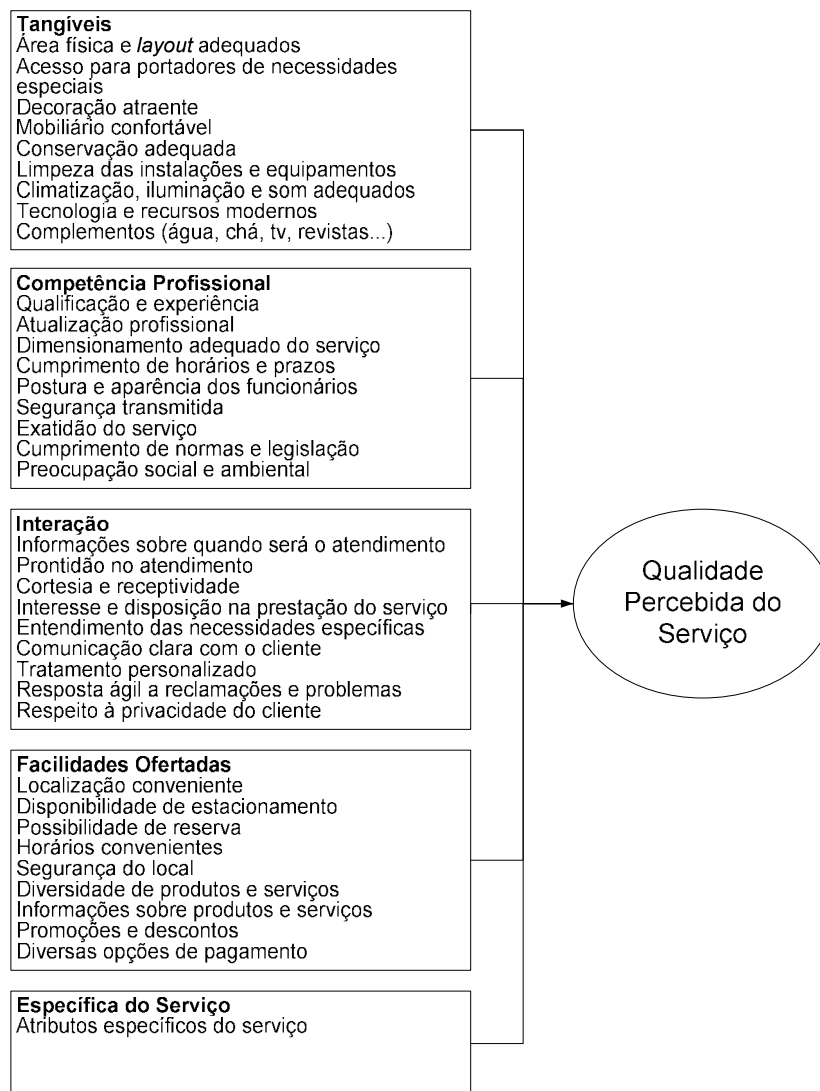 Tangíveis
Área física e layout adequados
Acesso para portadores de necessidades
especiais
Decoração atraente
Mobiliário confortável
Conservação adequada
Limpeza das instalações e equipamentos
Climatização, iluminação e som adequados
Tecnologia e recursos modernos
Complementos (água, chá, tv, revistas...)
Competência Profissional
Qualificação e experiência
Atualização profissional
Dimensionamento adequado do serviço
Cumprimento de horários e prazos
Postura e aparência dos funcionários
Segurança transmitida
Exatidão do serviço
Cumprimento de normas e legislação
Preocupação social e ambiental
Interação
Informações sobre quando será o atendimento
Prontidão no atendimento
Cortesia e receptividade
Interesse e disposição na prestação do serviço
Entendimento das necessidades específicas
Comunicação clara com o cliente
Tratamento personalizado
Resposta ágil a reclamações e problemas
Respeito à privacidade do cliente
Facilidades Ofertadas
Localização conveniente
Disponibilidade de estacionamento
Possibilidade de reserva
Horários convenientes
Segurança do local
Diversidade de produtos e serviços
Informações sobre produtos e serviços
Promoções e descontos
Diversas opções de pagamento
Específica do Serviço
Atributos específicos do serviço
Qualidade
Percebida do
Serviço